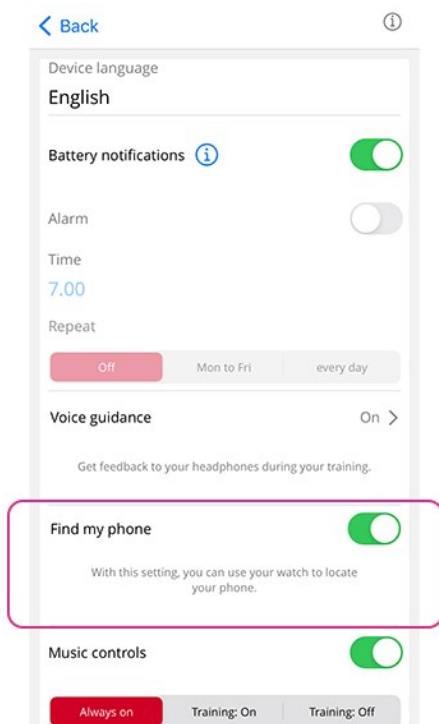 Back
Device language
English
Battery notifications
Alarm
Time
7.00
Repeat
Off Mon to Fri every day
Voice guidance On
Get feedback to your headphones during your training.
Find my phone
With this setting, you can use your watch to locate
your phone.
Music controls
Always on Training: On Training: Off